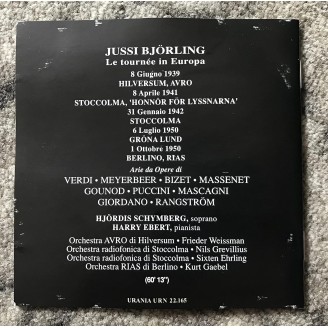 JUSSI BJÖRLING
Le tournée in Europa
8 Giugno 1939
HILVERSUM, AVRO
8 Aprile 1941
STOCCOLMA, 'HONNÖR FÖR LYSSNARNA'
31 Gennaio 1942
STOCCOLMA
6 Luglio 1950
GRÖNA LUND
1 Ottobre 1950
BERLINO, RIAS
Arie da Opere di
VERDI • MEYERBEER • BIZET • MASSENET
GOUNOD • PUCCINI • MASCAGNI
GIORDANO • RANGSTRÖM
HJÖRDIS SCHYMBERG, soprano
HARRY EBERT, pianista
Orchestra AVRO di Hilversum • Frieder Weissman
Orchestra radiofonica di Stoccolma • Nils Grevillius
Orchestra radiofonica di Stoccolma • Sixten Ehrling
Orchestra RIAS di Berlino • Kurt Gaebel
(60' 13")
URANIA URN 22.165